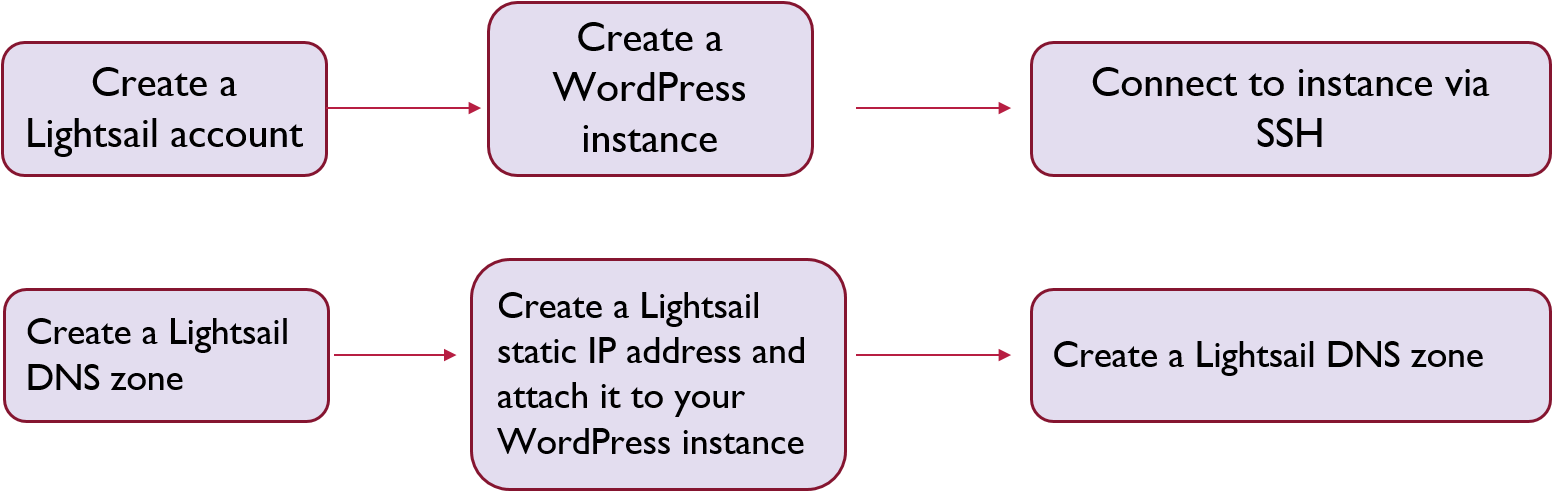 Create a
Lightsail account
Create a
WordPress
instance
Connect to instance via
SSH
Create a Lightsail
DNS zone
Create a Lightsail
static IP address and
attach it to your
WordPress instance
Create a Lightsail DNS zone